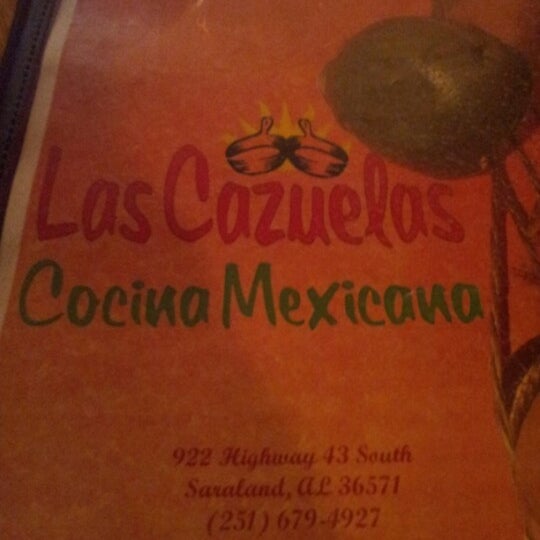 Las Cazuelas
Cocina Mexicana
922 Highway 43 South
Saraland, AL 36571
(251) 679-4927